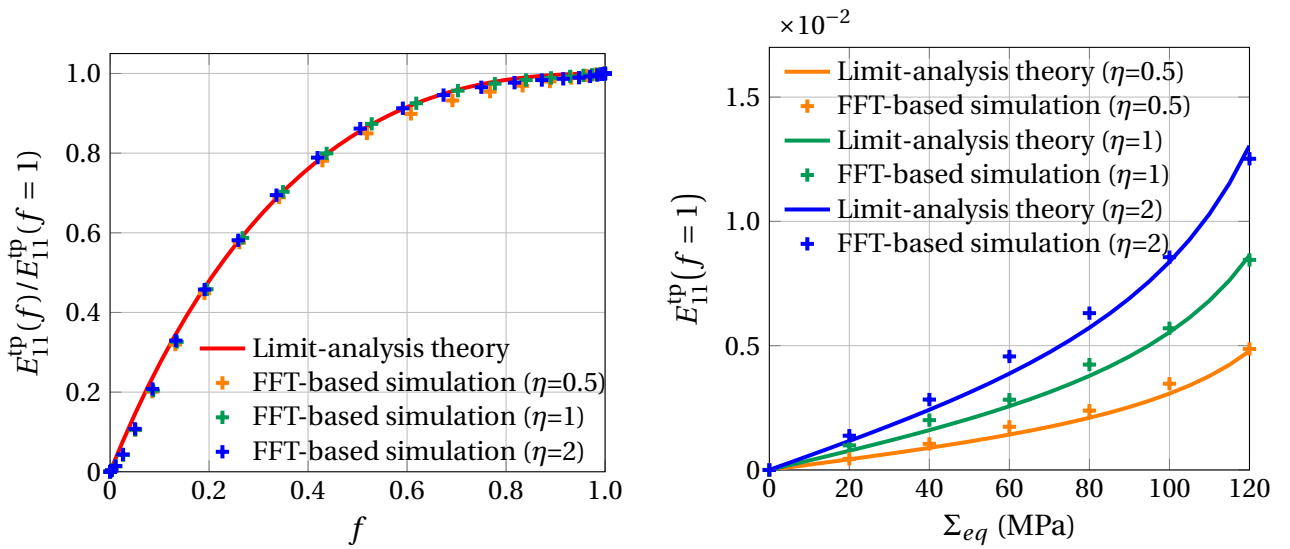 E_{11}^{tp}(f)/E_{11}^{tp}(f = 1)
1.0
0.8
0.6
0.4
0.2
0
0 0.2 0.4 0.6 0.8 1.0
f
Limit-analysis theory
FFT-based simulation (η=0.5)
FFT-based simulation (η=1)
FFT-based simulation (η=2)
×10^{−2}
E_{11}^{tp}(f = 1)
1.5
1.0
0.5
0
0 20 40 60 80 100 120
Σ_{eq} (MPa)
Limit-analysis theory (η=0.5)
FFT-based simulation (η=0.5)
Limit-analysis theory (η=1)
FFT-based simulation (η=1)
Limit-analysis theory (η=2)
FFT-based simulation (η=2)